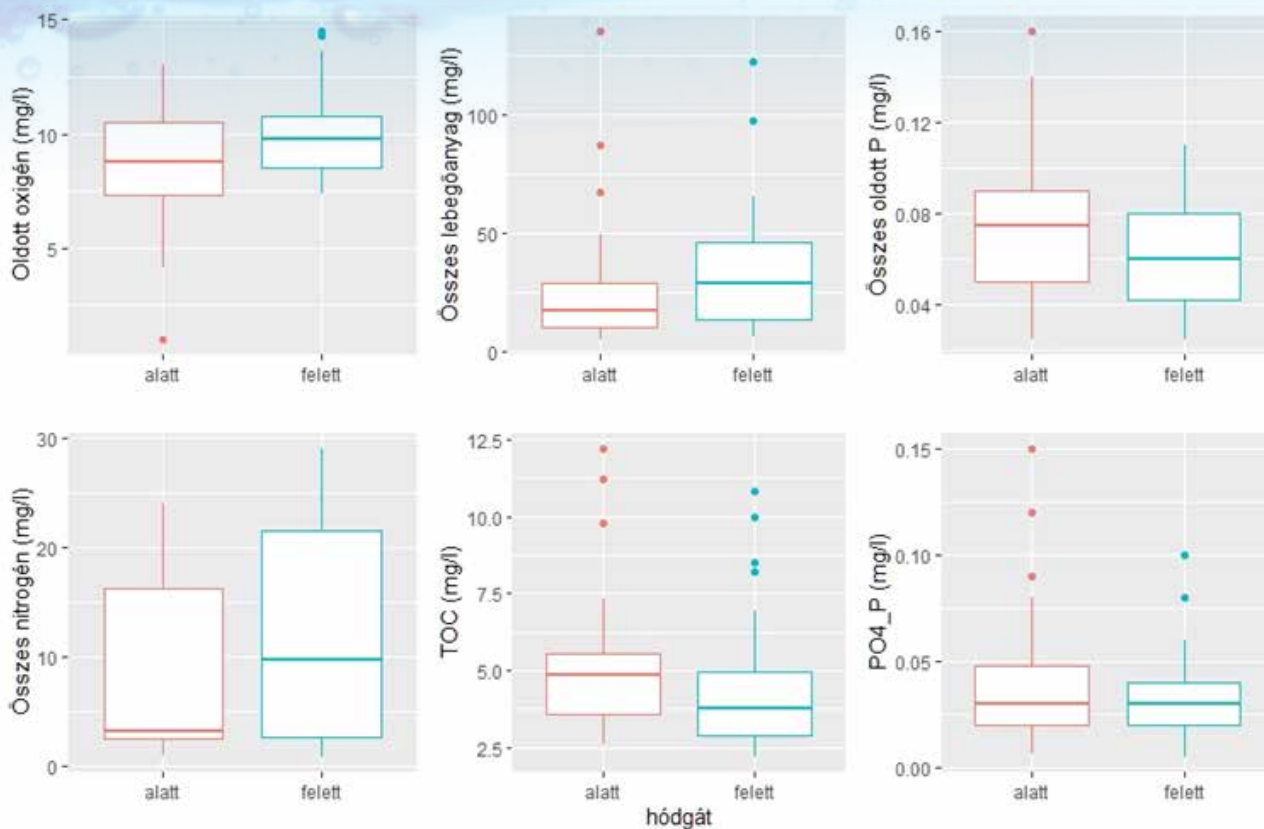 Oldott oxigén (mg/l)
15
10
5
alatt
felett
Összes lebegőanyag (mg/l)
100
50
0
alatt
felett
Összes oldott P (mg/l)
0.16
0.12
0.08
0.04
alatt
felett
Összes nitrogén (mg/l)
30
20
10
0
alatt
felett
TOC (mg/l)
12.5
10.0
7.5
5.0
2.5
alatt
felett
PO4_P (mg/l)
0.15
0.10
0.05
0.00
alatt
felett
hódgát